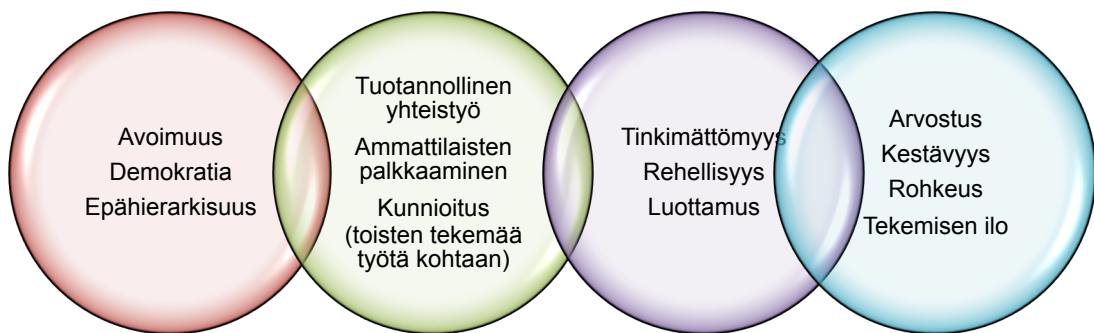 Avoimuus
Demokratia
Epähierarkisuus
Tuotannollinen
yhteistyö
Ammattilaisten
palkkaaminen
Kunnioitus
(toisten tekemää
työtä kohtaan)
Tinkimättömyys
Rehellisyys
Luottamus
Arvostus
Kestävyys
Rohkeus
Tekemisen ilo